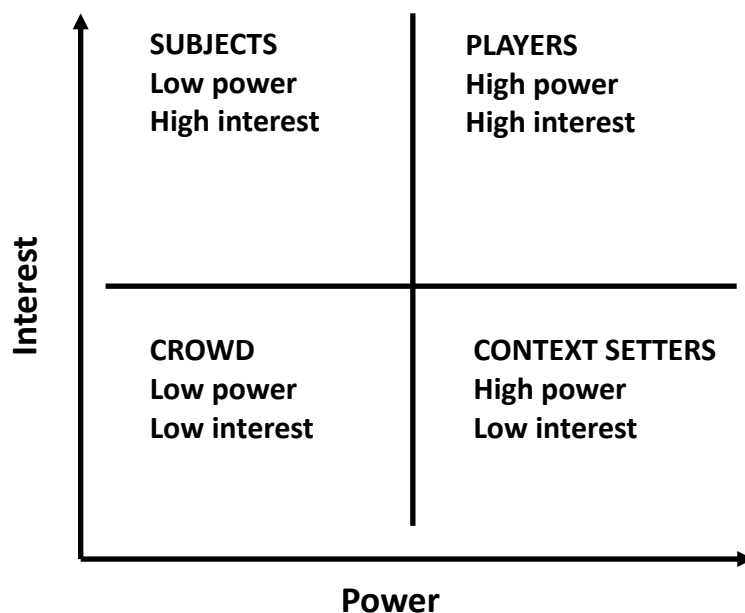 SUBJECTS
Low power
High interest
PLAYERS
High power
High interest
Interest
CROWD
Low power
Low interest
CONTEXT SETTERS
High power
Low interest
Power